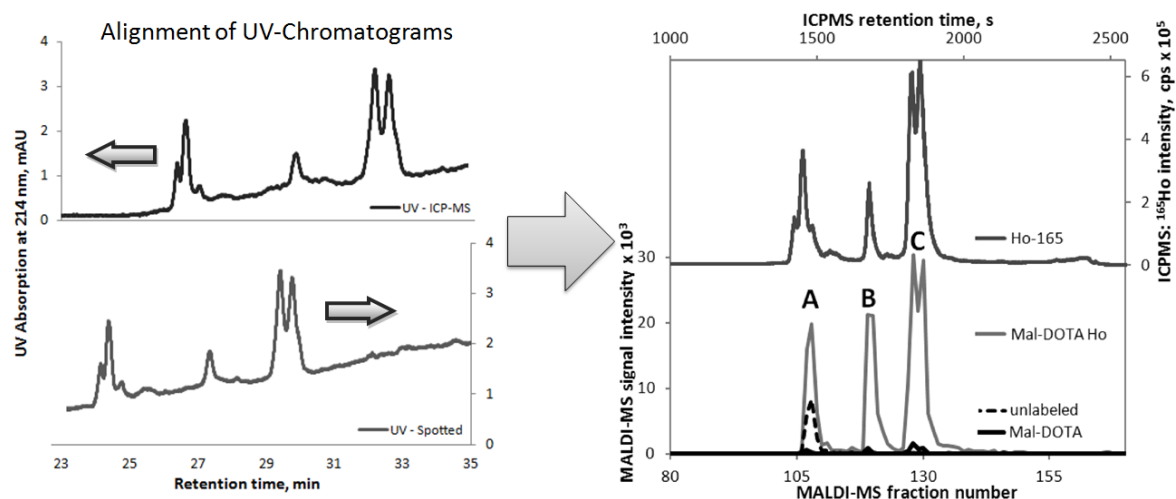 Alignment of UV-Chromatograms
UV Absorption at 214 nm, mAU
4
3
2
1
0
UV - ICP-MS
4
3
2
1
0
UV - Spotted
23
25
27
29
31
33
35
Retention time, min
ICPMS retention time, s
1000
1500
2000
2500
ICPMS: ¹⁶⁵Ho intensity, cps x 10⁵
6
4
2
0
Ho-165
MALDI-MS signal intensity x 10³
30
20
10
0
A
B
C
Mal-DOTA Ho
unlabeled
Mal-DOTA
80
105
130
155
MALDI-MS fraction number